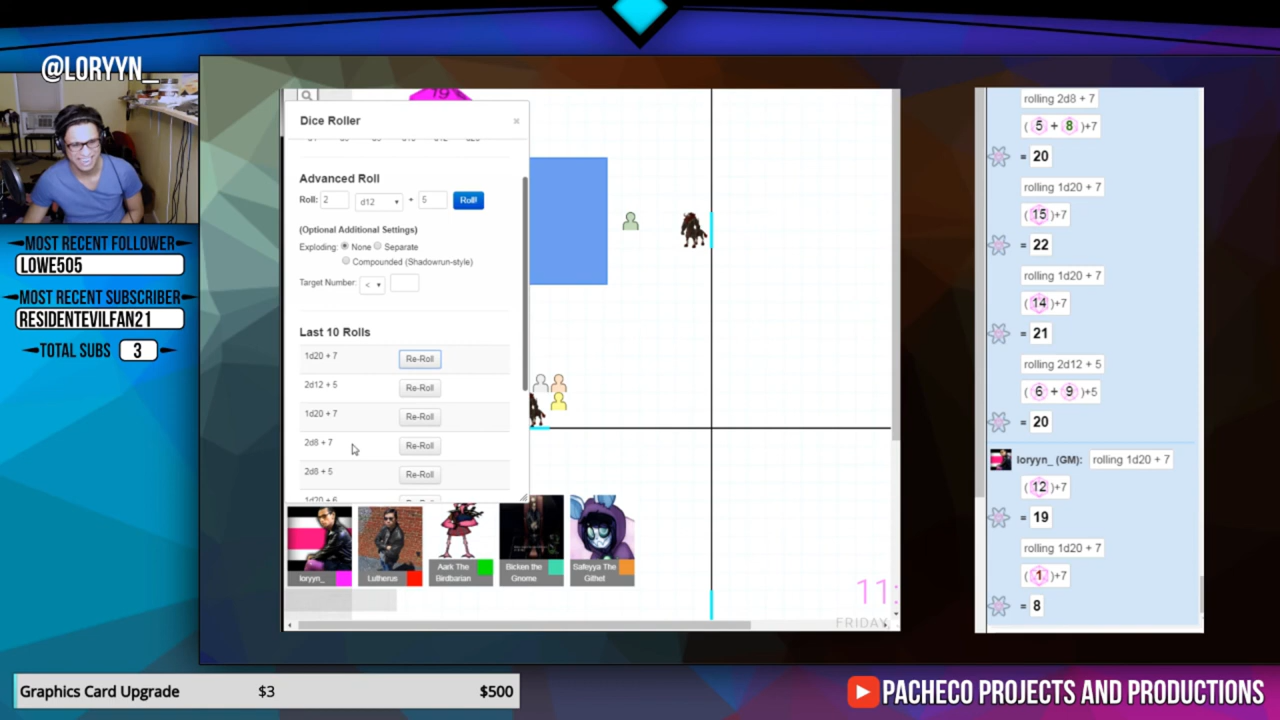 @LORYYN_
MOST RECENT FOLLOWER
LOWE505
MOST RECENT SUBSCRIBER
RESIDENTEVILFAN21
TOTAL SUBS 3
19
Dice Roller ×
Advanced Roll
Roll: 2 d12 + 5 Roll!
(Optional Additional Settings)
Exploding: None Separate
Compounded (Shadowrun-style)
Target Number: <
Last 10 Rolls
1d20 + 7 Re-Roll
2d12 + 5 Re-Roll
1d20 + 7 Re-Roll
2d8 + 7 Re-Roll
2d8 + 5 Re-Roll
1d20 + 6 Re-Roll
loryyn_
Lutherus
Aark The
Birdbarian
Bicken the
Gnome
Safeyya The
Githet
11:
FRIDAY,
rolling 2d8 + 7
(5 + 8)+7
= 20
rolling 1d20 + 7
(15)+7
= 22
rolling 1d20 + 7
(14)+7
= 21
rolling 2d12 + 5
(6 + 9)+5
= 20
loryyn_ (GM): rolling 1d20 + 7
(12)+7
= 19
rolling 1d20 + 7
(1)+7
= 8
Graphics Card Upgrade $3 $500
PACHECO PROJECTS AND PRODUCTIONS